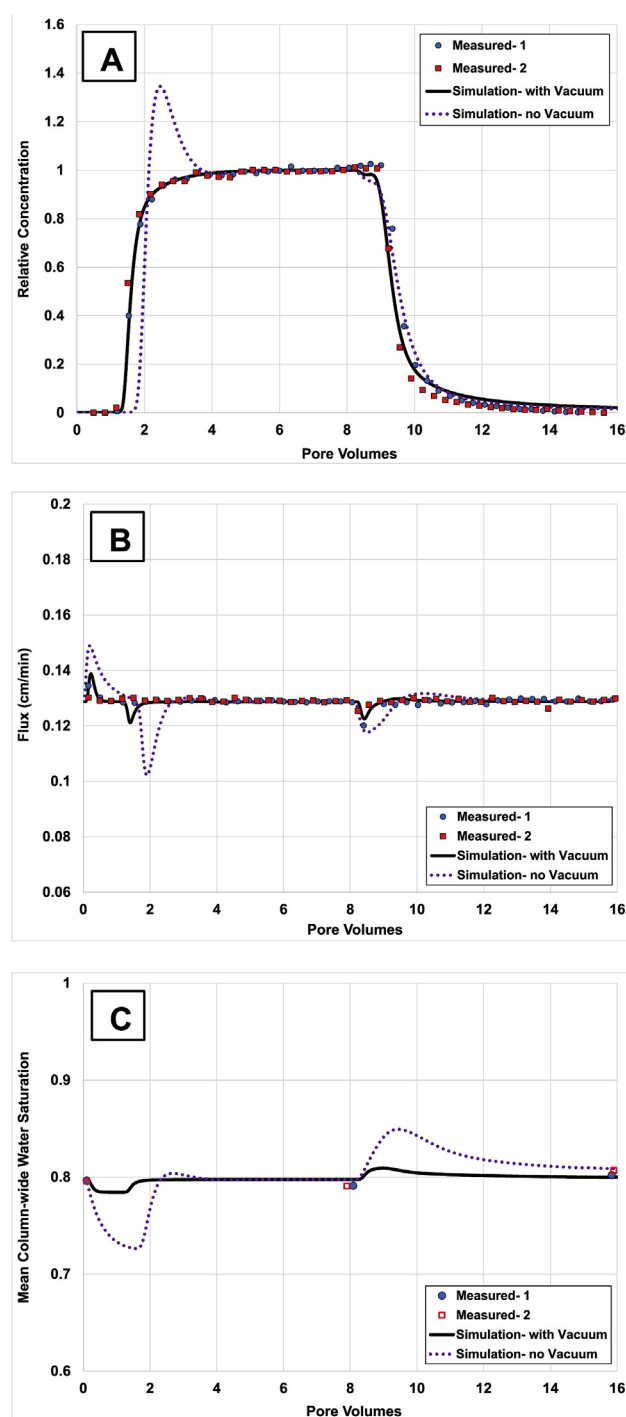 A
Measured- 1
Measured- 2
Simulation- with Vacuum
Simulation- no Vacuum
Relative Concentration
1.6
1.4
1.2
1
0.8
0.6
0.4
0.2
0
0 2 4 6 8 10 12 14 16
Pore Volumes
B
Flux (cm/min)
0.2
0.18
0.16
0.14
0.12
0.1
0.08
0.06
Measured- 1
Measured- 2
Simulation- with Vacuum
Simulation- no Vacuum
0 2 4 6 8 10 12 14 16
Pore Volumes
C
Mean Column-wide Water Saturation
1
0.9
0.8
0.7
0.6
Measured- 1
Measured- 2
Simulation- with Vacuum
Simulation- no Vacuum
0 2 4 6 8 10 12 14 16
Pore Volumes